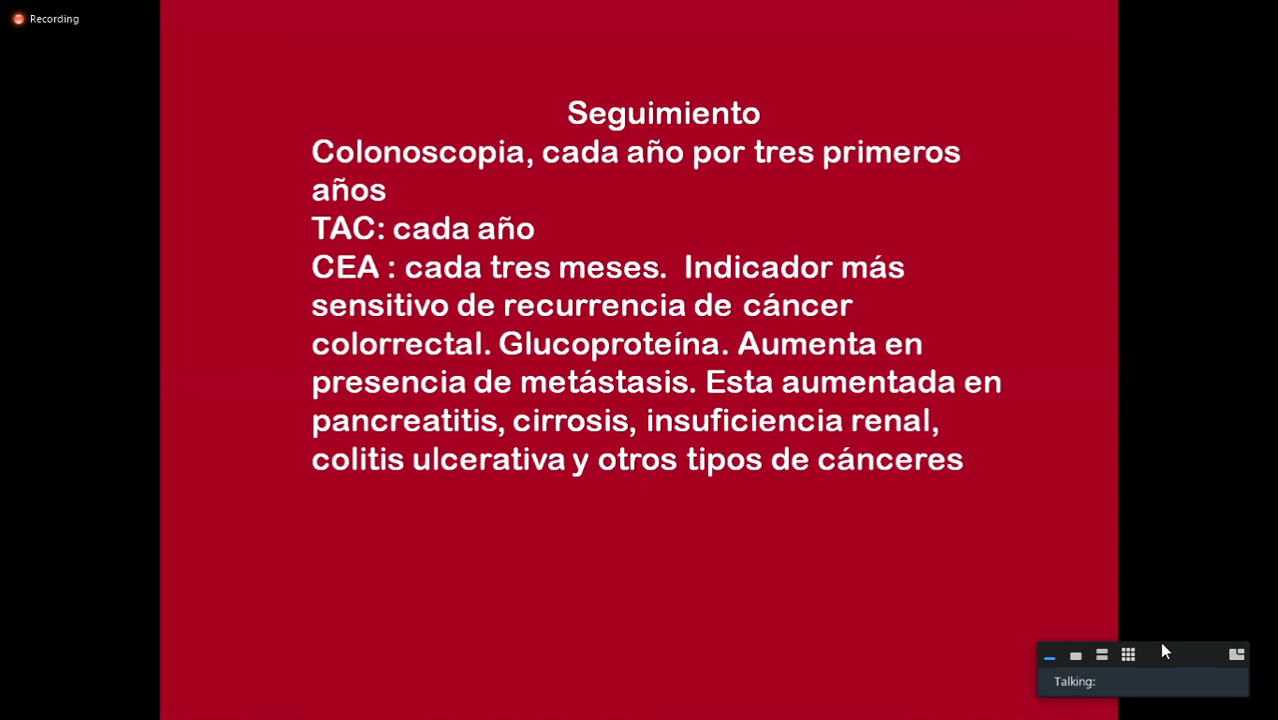 Recording
Seguimiento
Colonoscopia, cada año por tres primeros
años
TAC: cada año
CEA : cada tres meses.  Indicador más
sensitivo de recurrencia de cáncer
colorrectal. Glucoproteína. Aumenta en
presencia de metástasis. Esta aumentada en
pancreatitis, cirrosis, insuficiencia renal,
colitis ulcerativa y otros tipos de cánceres
Talking: